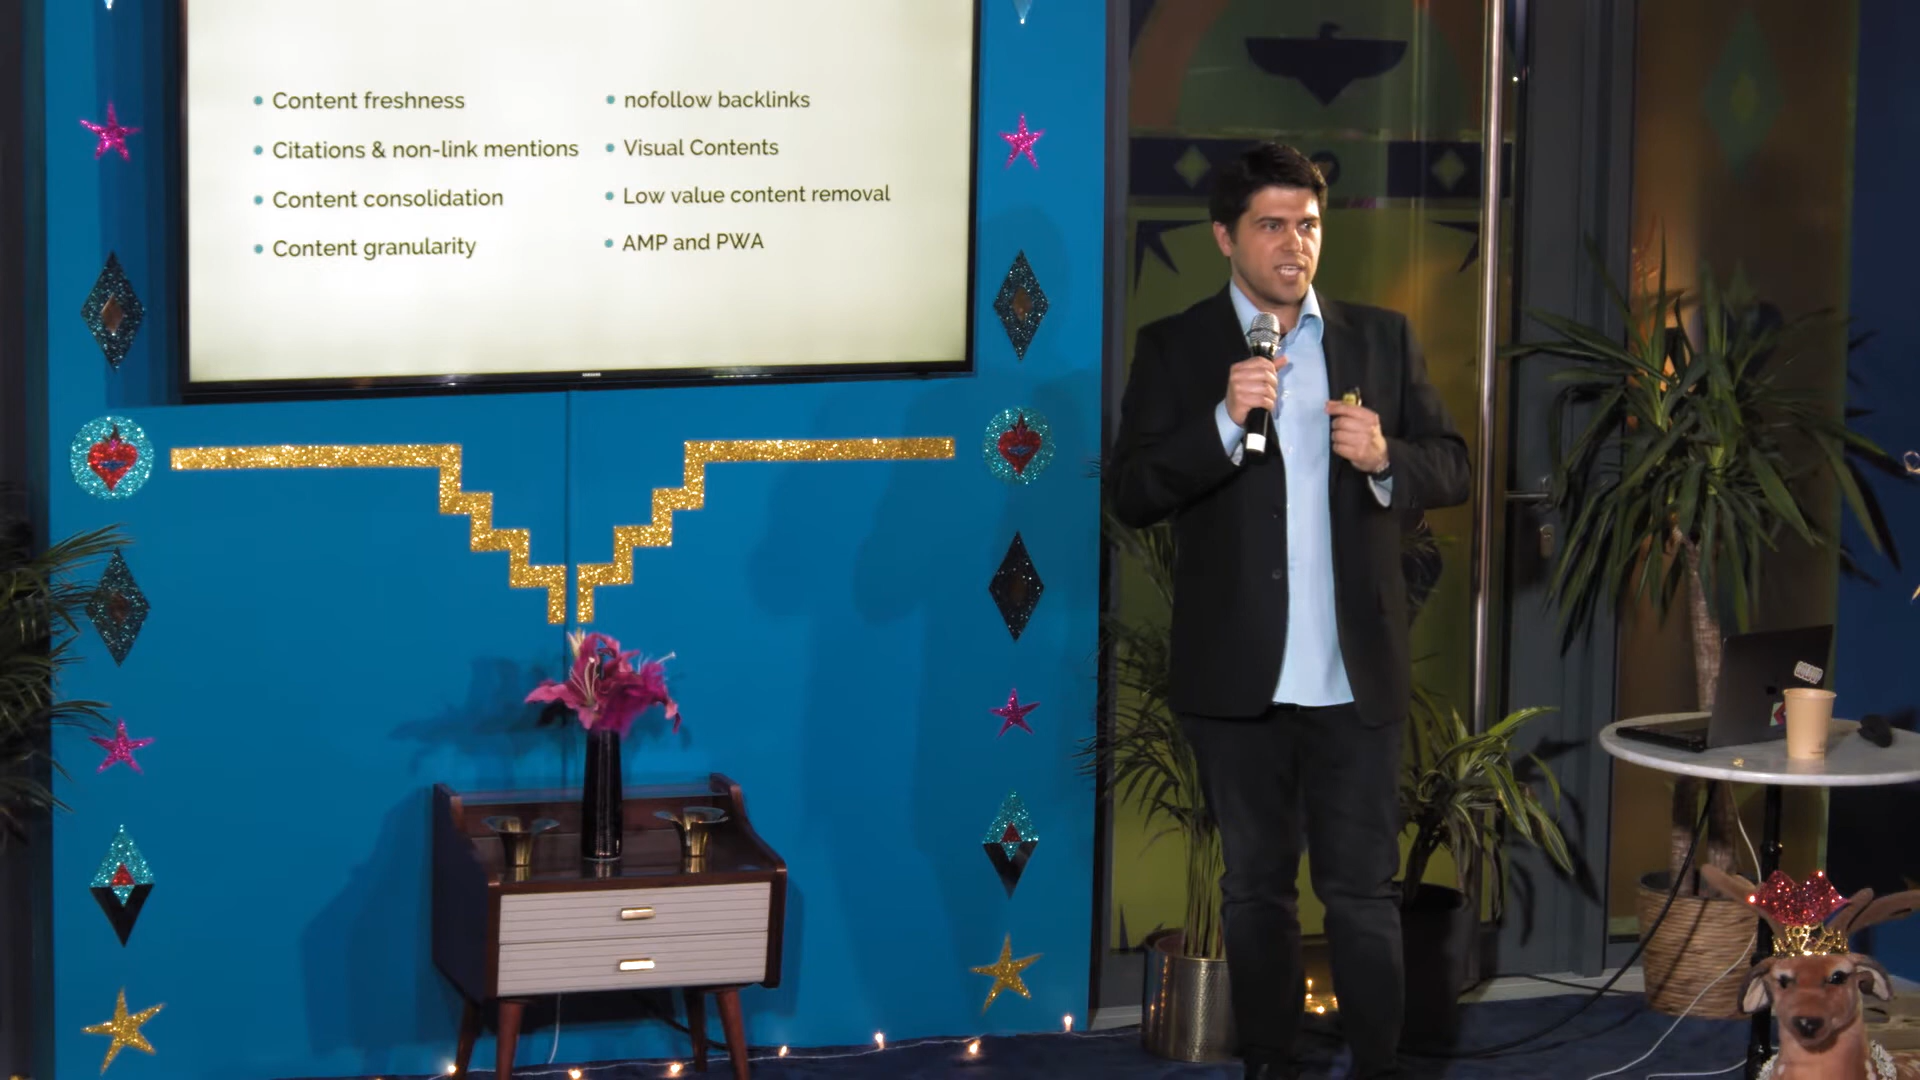 Content freshness
Citations & non-link mentions
Content consolidation
Content granularity
nofollow backlinks
Visual Contents
Low value content removal
AMP and PWA
SAMSUNG